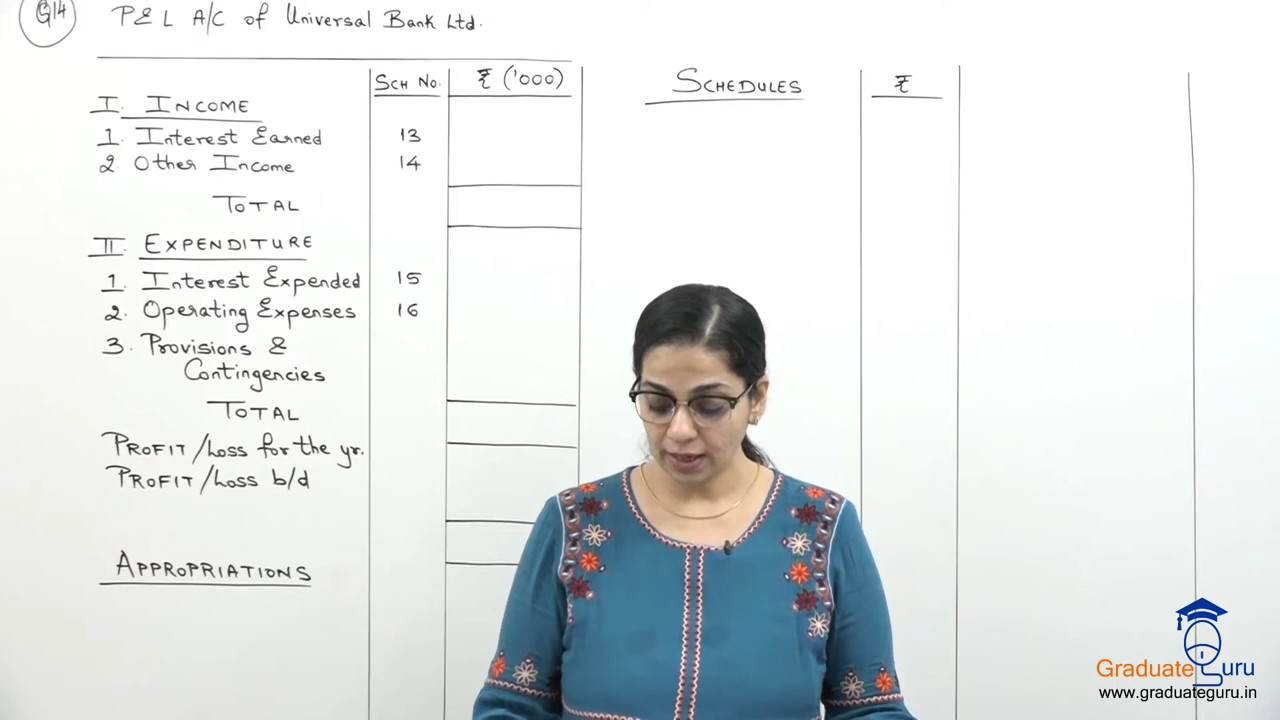 Q14
P & L A/C of Universal Bank Ltd.
Sch No. ₹ ('000)
I. Income
1. Interest Earned 13
2. Other Income 14
Total
II. Expenditure
1. Interest Expended 15
2. Operating Expenses 16
3. Provisions &
Contingencies
Total
Profit/Loss for the yr.
Profit/Loss b/d
Appropriations
Schedules ₹
GraduateGuru
www.graduateguru.in